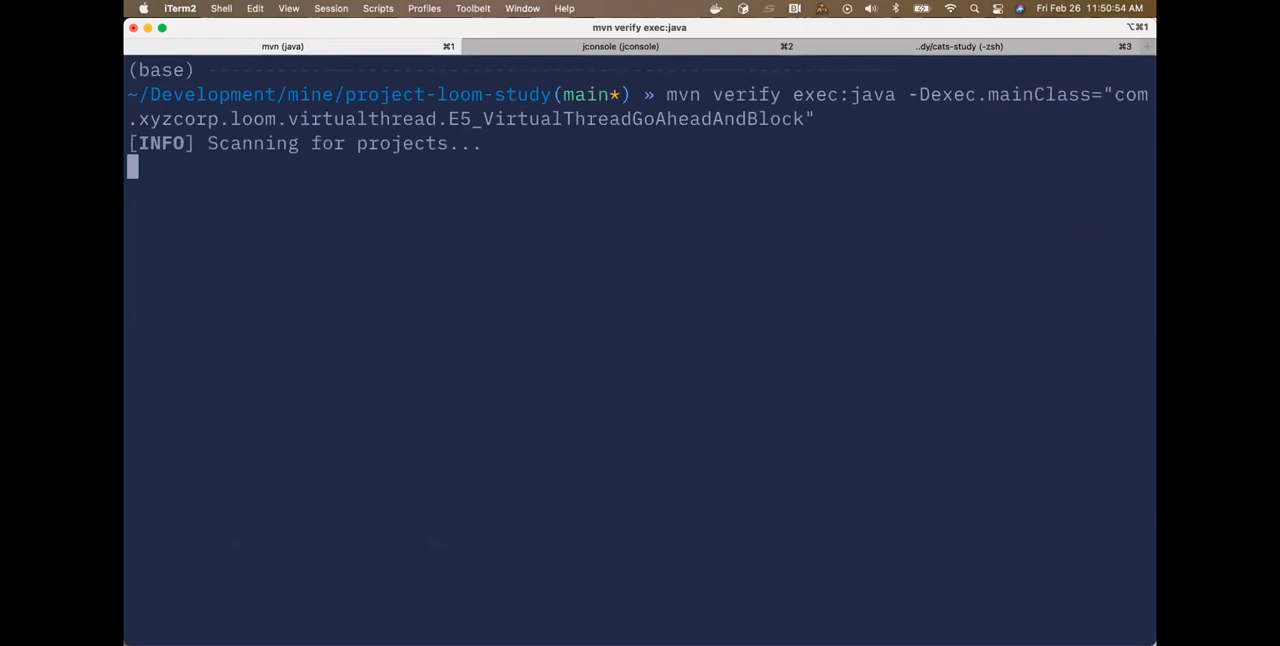 iTerm2 Shell Edit View Session Scripts Profiles Toolbelt Window Help Fri Feb 26 11:50:54 AM
mvn verify exec:java ⌥⌘1
mvn (java) ⌘1 jconsole (jconsole) ⌘2 ..dy/cats-study (-zsh) ⌘3 +
(base)
~/Development/mine/project-loom-study(main*) » mvn verify exec:java -Dexec.mainClass="com
.xyzcorp.loom.virtualthread.E5_VirtualThreadGoAheadAndBlock"
[INFO] Scanning for projects...